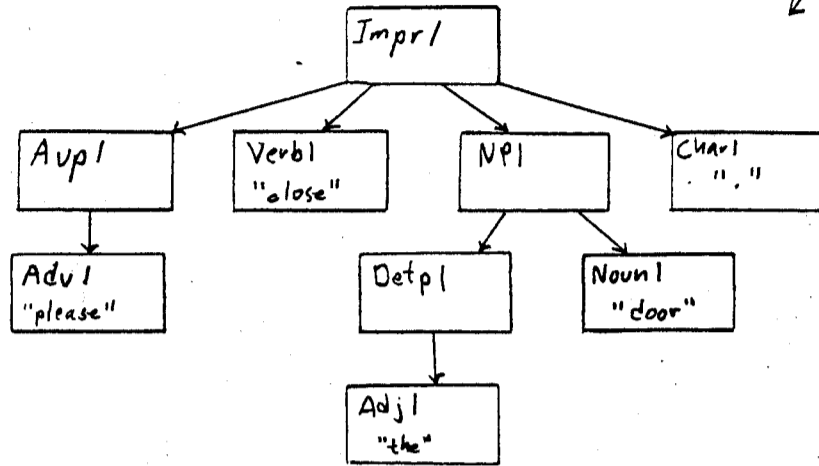 Impr1
Avp1
Verb1
"close"
NP1
Char1
"."
Adv1
"please"
Detp1
Noun1
"door"
Adj1
"the"